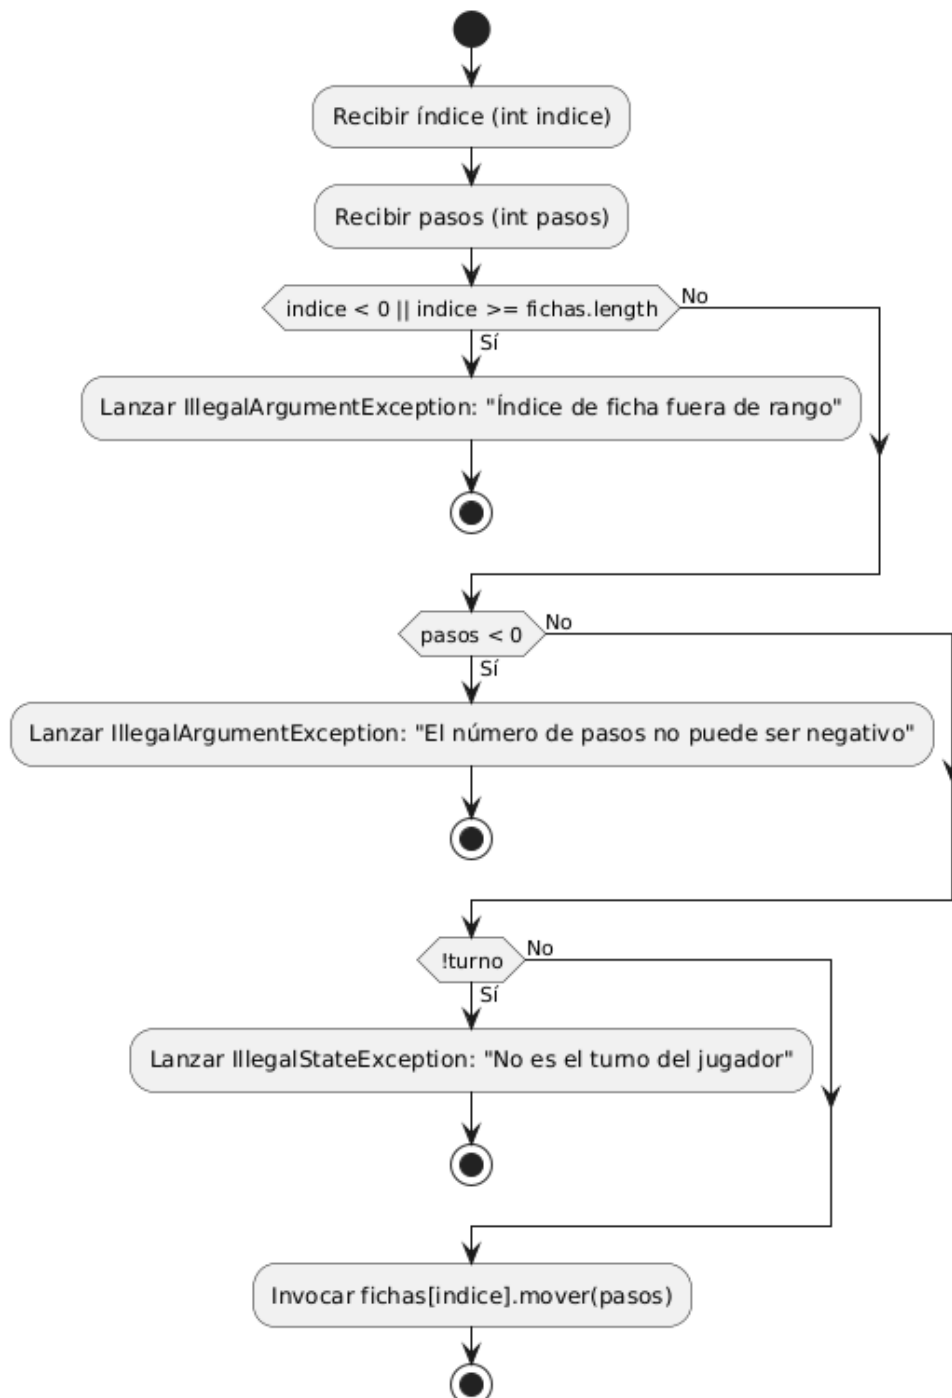 Recibir índice (int indice)
Recibir pasos (int pasos)
indice < 0 || indice >= fichas.length
No
Sí
Lanzar IllegalArgumentException: "Índice de ficha fuera de rango"
pasos < 0
No
Sí
Lanzar IllegalArgumentException: "El número de pasos no puede ser negativo"
!turno
No
Sí
Lanzar IllegalStateException: "No es el turno del jugador"
Invocar fichas[indice].mover(pasos)